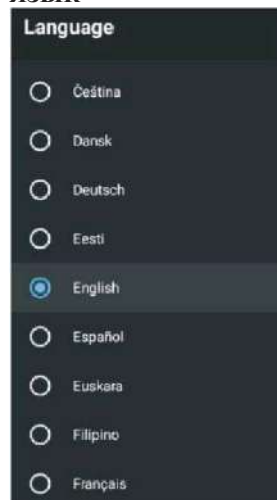 Language
Čeština
Dansk
Deutsch
Eesti
English
Español
Euskara
Filipino
Français